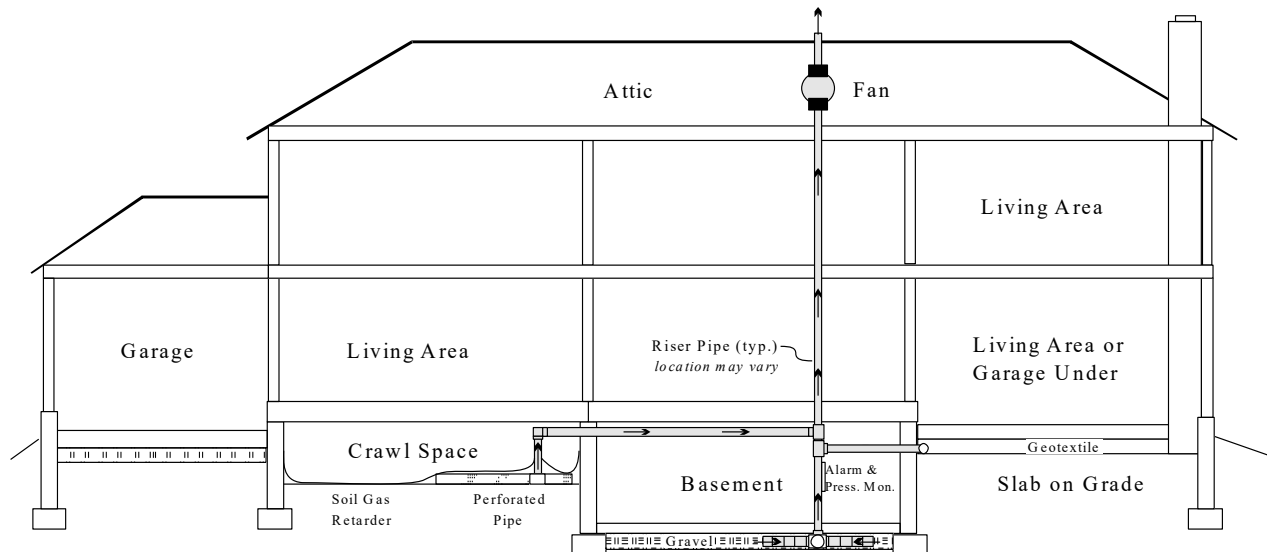 Attic
Fan
Living Area
Garage
Living Area
Riser Pipe (typ.)
location may vary
Living Area or
Garage Under
Crawl Space
Geotextile
Basement
Alarm &
Press. Mon.
Slab on Grade
Soil Gas
Retarder
Perforated
Pipe
Gravel